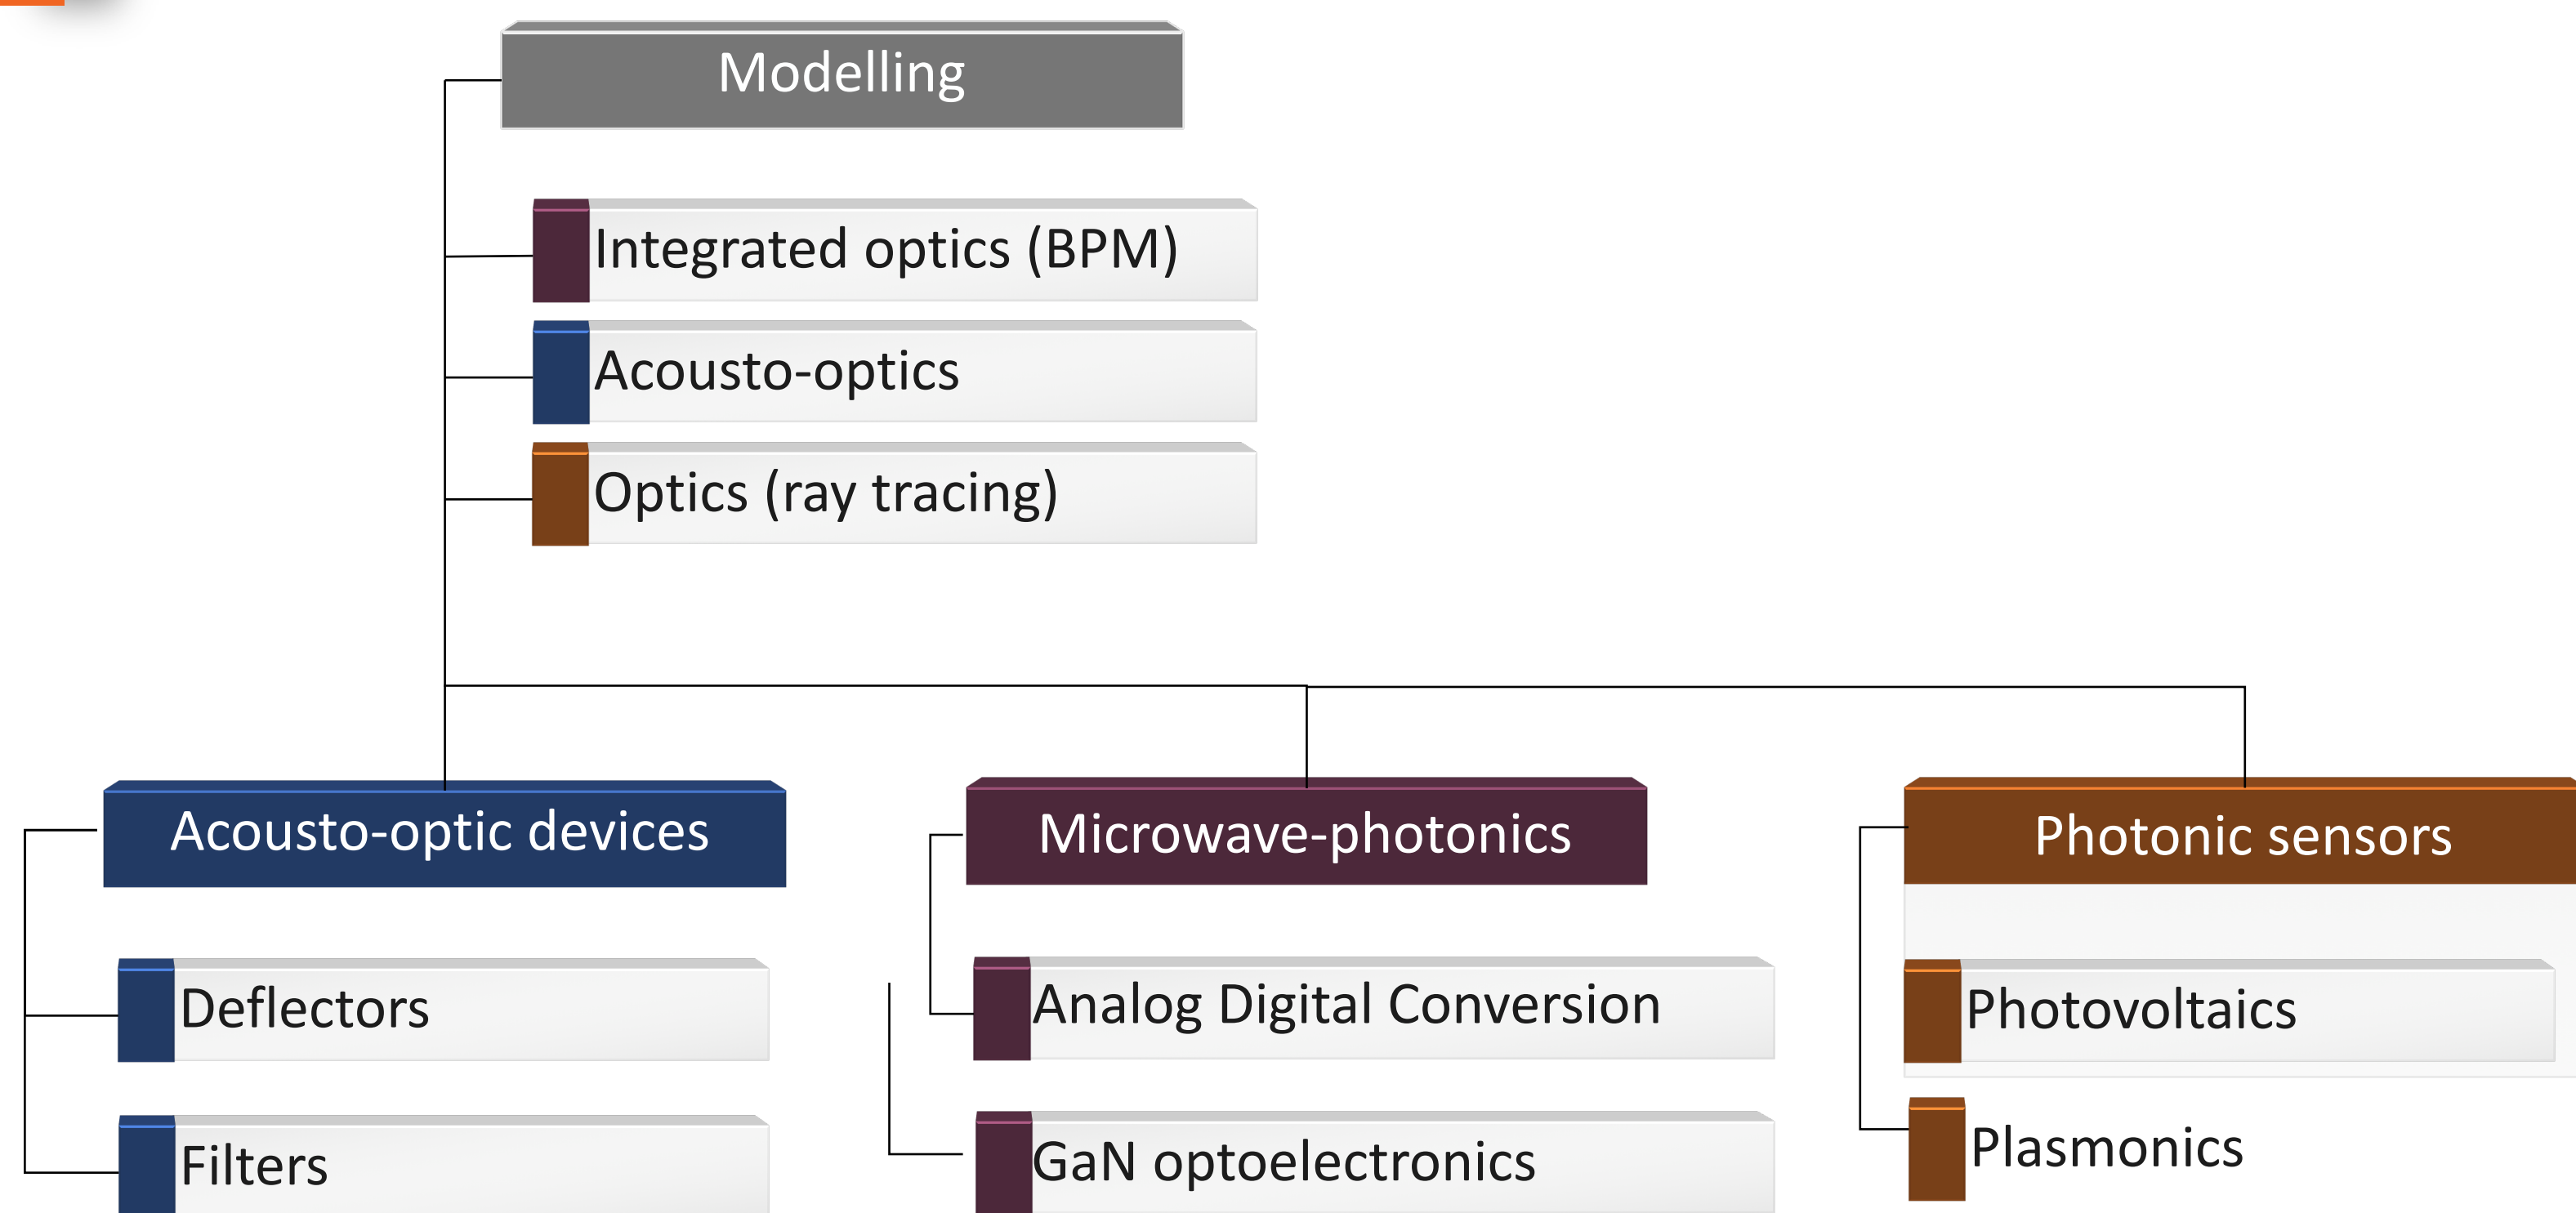 Modelling
Integrated optics (BPM)
Acousto-optics
Optics (ray tracing)
Acousto-optic devices
Deflectors
Filters
Microwave-photonics
Analog Digital Conversion
GaN optoelectronics
Photonic sensors
Photovoltaics
Plasmonics